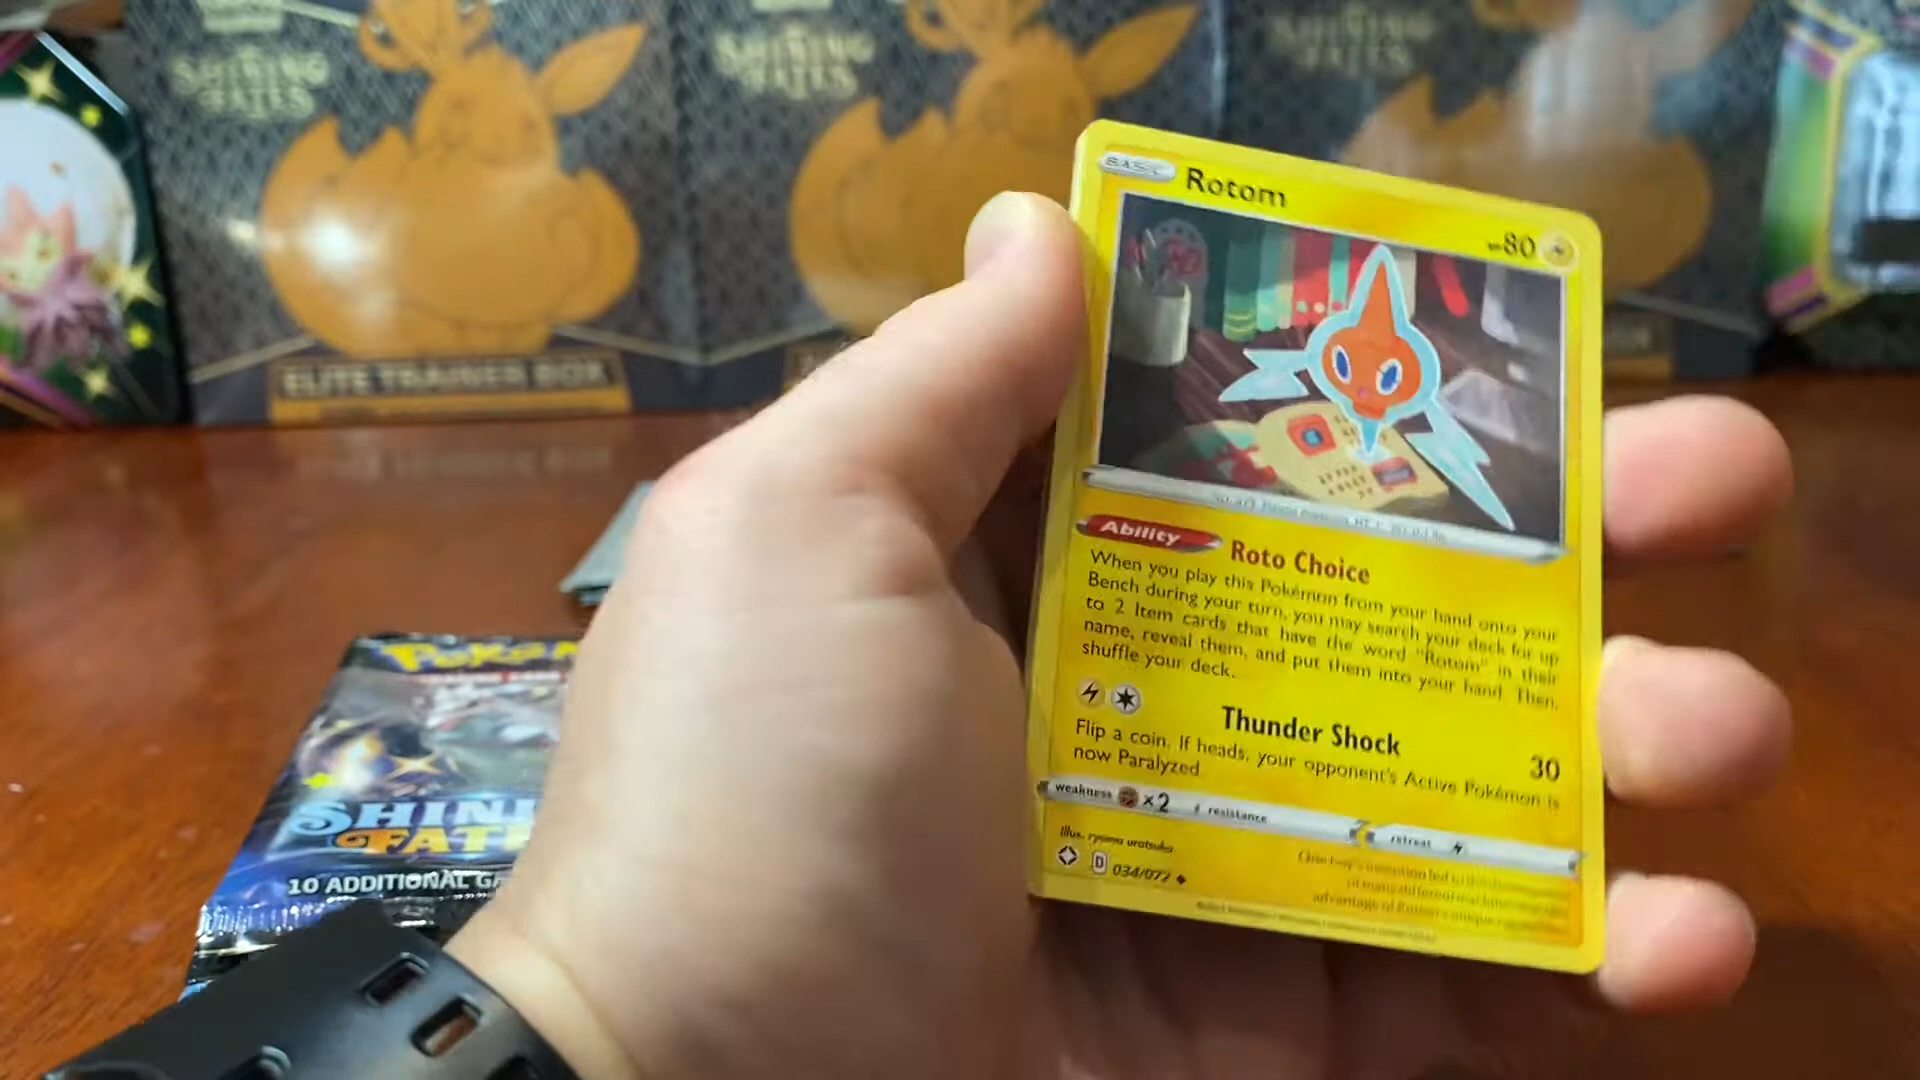 SHINING
FATES
SHINING
FATES
SHINING
FATES
ELITE TRAINER BOX
BASIC
Rotom
80
Ability
Roto Choice
When you play this Pokémon from your hand onto your
Bench during your turn, you may search your deck for up
to 2 Item cards that have the word "Rotom" in their
name, reveal them, and put them into your hand. Then,
shuffle your deck.
Thunder Shock
30
Flip a coin. If heads, your opponent's Active Pokémon is
now Paralyzed.
weakness
×2
resistance
retreat
Illus. ryoma uratsuka
D
034/072
SHINI
FATE
10 ADDITIONAL GA